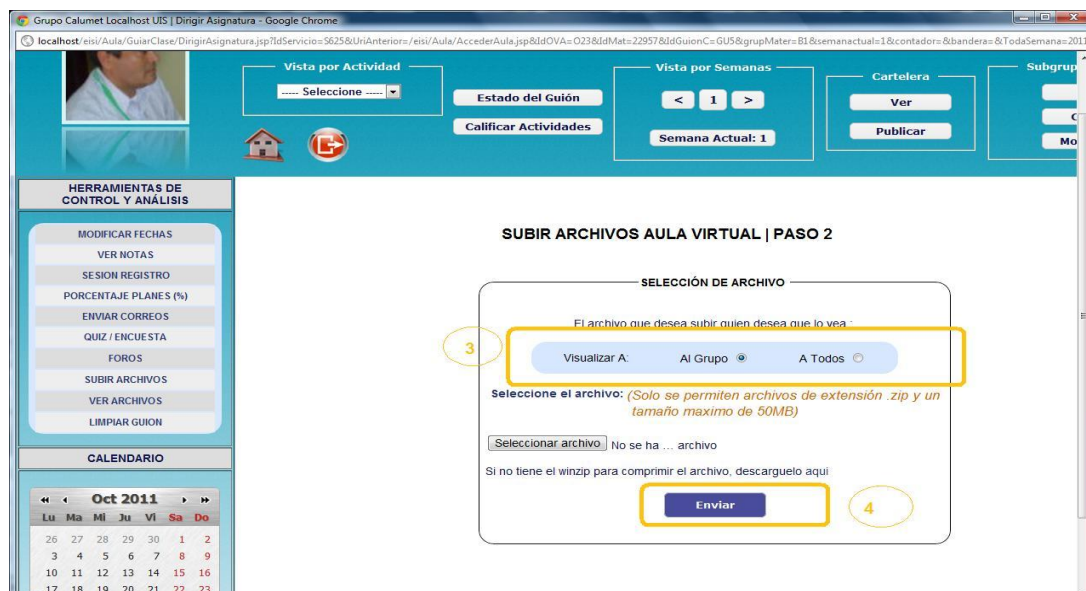 Grupo Calumet Localhost UIS | Dirigir Asignatura - Google Chrome
localhost/eisi/Aula/GuiarClase/DirigirAsignatura.jsp?IdServicio=S625&UriAnterior=/eisi/Aula/AccederAula.jsp&IdOVA=O23&IdMat=22957&IdGuionC=GU5&grupMater=B1&semanactual=1&contador=&bandera=&TodaSemana=2011
Vista por Actividad
----- Seleccione -----
Estado del Guión
Calificar Actividades
Vista por Semanas
< 1 >
Semana Actual: 1
Cartelera
Ver
Publicar
Subgrup
C
Mo
HERRAMIENTAS DE
CONTROL Y ANÁLISIS
MODIFICAR FECHAS
VER NOTAS
SESION REGISTRO
PORCENTAJE PLANES (%)
ENVIAR CORREOS
QUIZ / ENCUESTA
FOROS
SUBIR ARCHIVOS
VER ARCHIVOS
LIMPIAR GUION
CALENDARIO
Oct 2011
Lu Ma Mi Ju Vi Sa Do
26 27 28 29 30 1 2
3 4 5 6 7 8 9
10 11 12 13 14 15 16
17 18 19 20 21 22 23
SUBIR ARCHIVOS AULA VIRTUAL | PASO 2
SELECCIÓN DE ARCHIVO
El archivo que desea subir quien desea que lo vea :
3
Visualizar A: Al Grupo A Todos
Seleccione el archivo: (Solo se permiten archivos de extensión .zip y un
tamaño maximo de 50MB)
Seleccionar archivo No se ha ... archivo
Si no tiene el winzip para comprimir el archivo, descarguelo aqui
Enviar
4